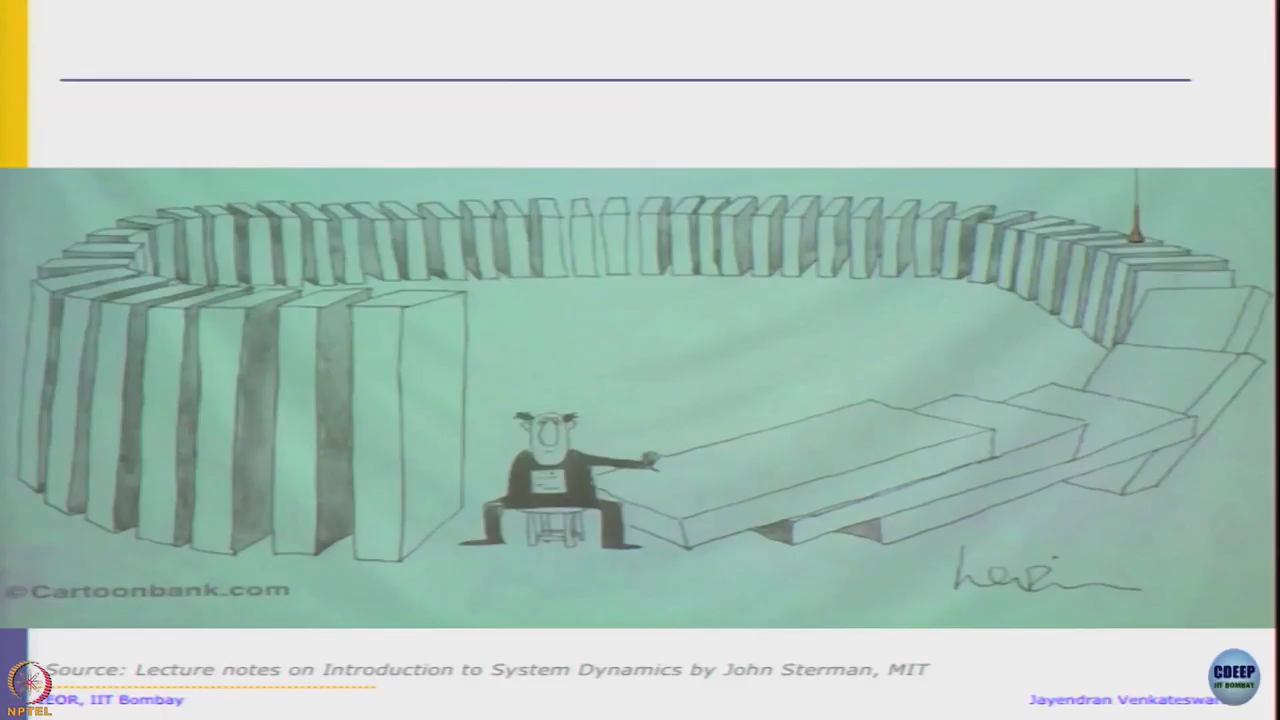 ©Cartoonbank.com
Source: Lecture notes on Introduction to System Dynamics by John Sterman, MIT
IIT Bombay
Jayendran
NPTEL
CDEEP
IIT BOMBAY